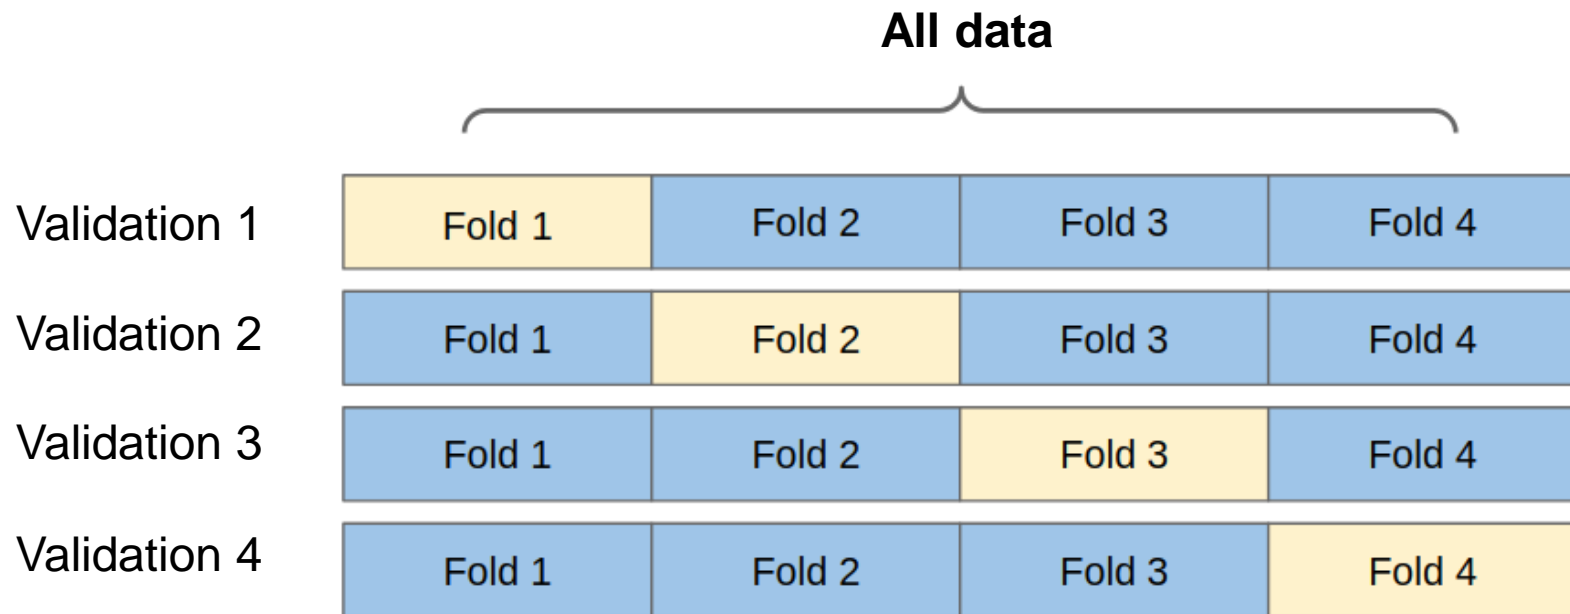 All data
Validation 1 Fold 1 Fold 2 Fold 3 Fold 4
Validation 2 Fold 1 Fold 2 Fold 3 Fold 4
Validation 3 Fold 1 Fold 2 Fold 3 Fold 4
Validation 4 Fold 1 Fold 2 Fold 3 Fold 4